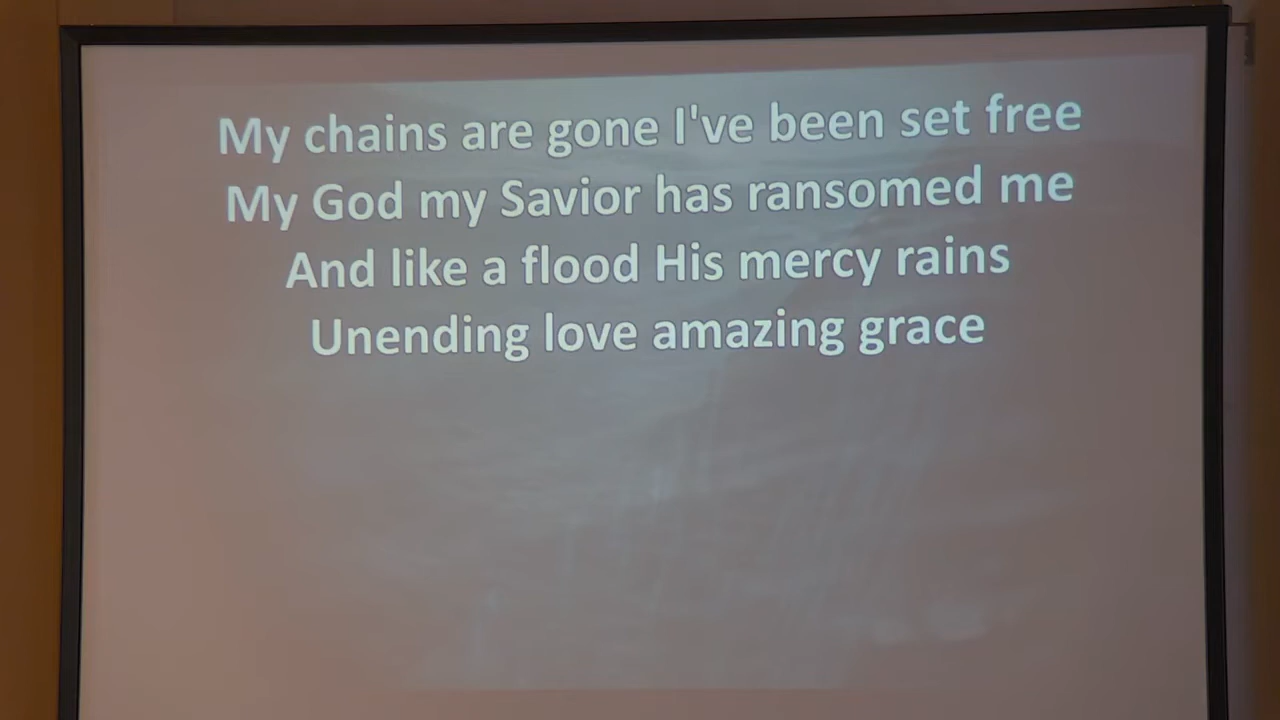 My chains are gone I've been set free
My God my Savior has ransomed me
And like a flood His mercy rains
Unending love amazing grace